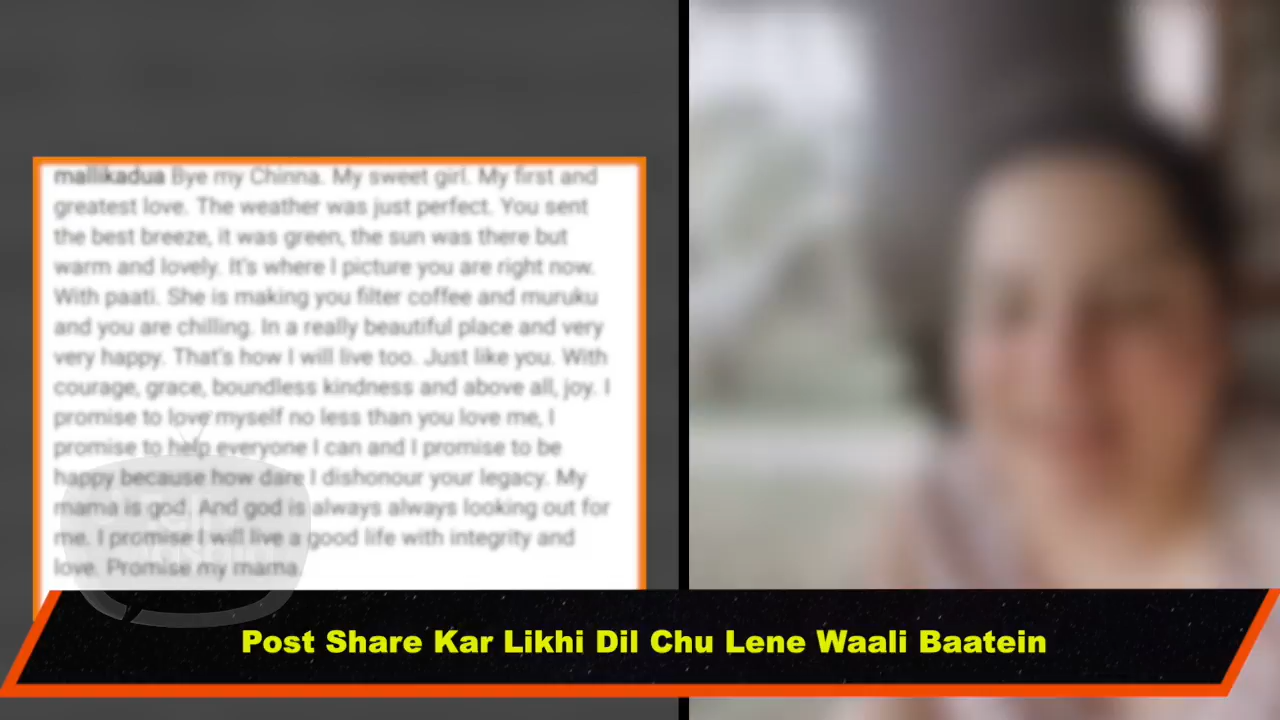 mallikadua Bye my Chinna. My sweet girl. My first and
greatest love. The weather was just perfect. You sent
the best breeze, it was green, the sun was there but
warm and lovely. It's where I picture you are right now.
With paati. She is making you filter coffee and muruku
and you are chilling. In a really beautiful place and very
very happy. That's how I will live too. Just like you. With
courage, grace, boundless kindness and above all, joy. I
promise to love myself no less than you love me, I
promise to help everyone I can and I promise to be
happy because how dare I dishonour your legacy. My
mama is god. And god is always always looking out for
me. I promise I will live a good life with integrity and
love. Promise my mama.
Post Share Kar Likhi Dil Chu Lene Waali Baatein